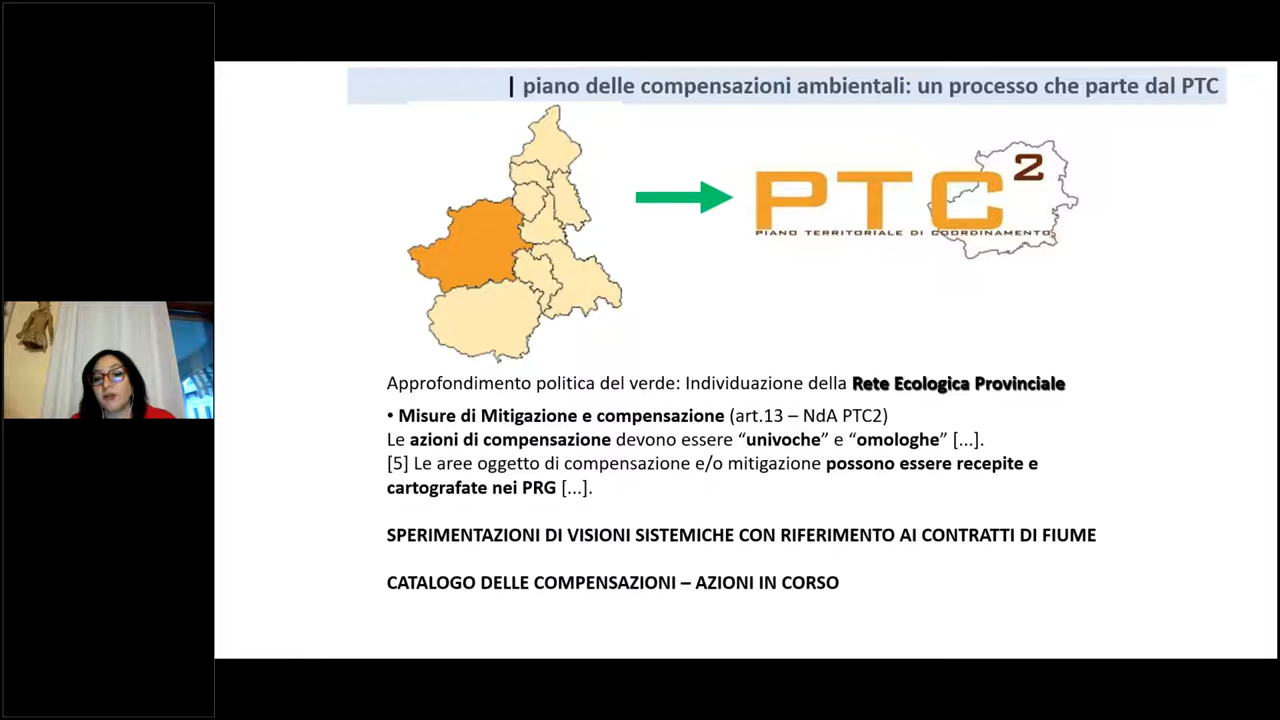 | piano delle compensazioni ambientali: un processo che parte dal PTC
PTC2
PIANO TERRITORIALE DI COORDINAMENTO
Approfondimento politica del verde: Individuazione della Rete Ecologica Provinciale
• Misure di Mitigazione e compensazione (art.13 – NdA PTC2)
Le azioni di compensazione devono essere “univoche” e “omologhe” [...].
[5] Le aree oggetto di compensazione e/o mitigazione possono essere recepite e
cartografate nei PRG [...].
SPERIMENTAZIONI DI VISIONI SISTEMICHE CON RIFERIMENTO AI CONTRATTI DI FIUME
CATALOGO DELLE COMPENSAZIONI – AZIONI IN CORSO